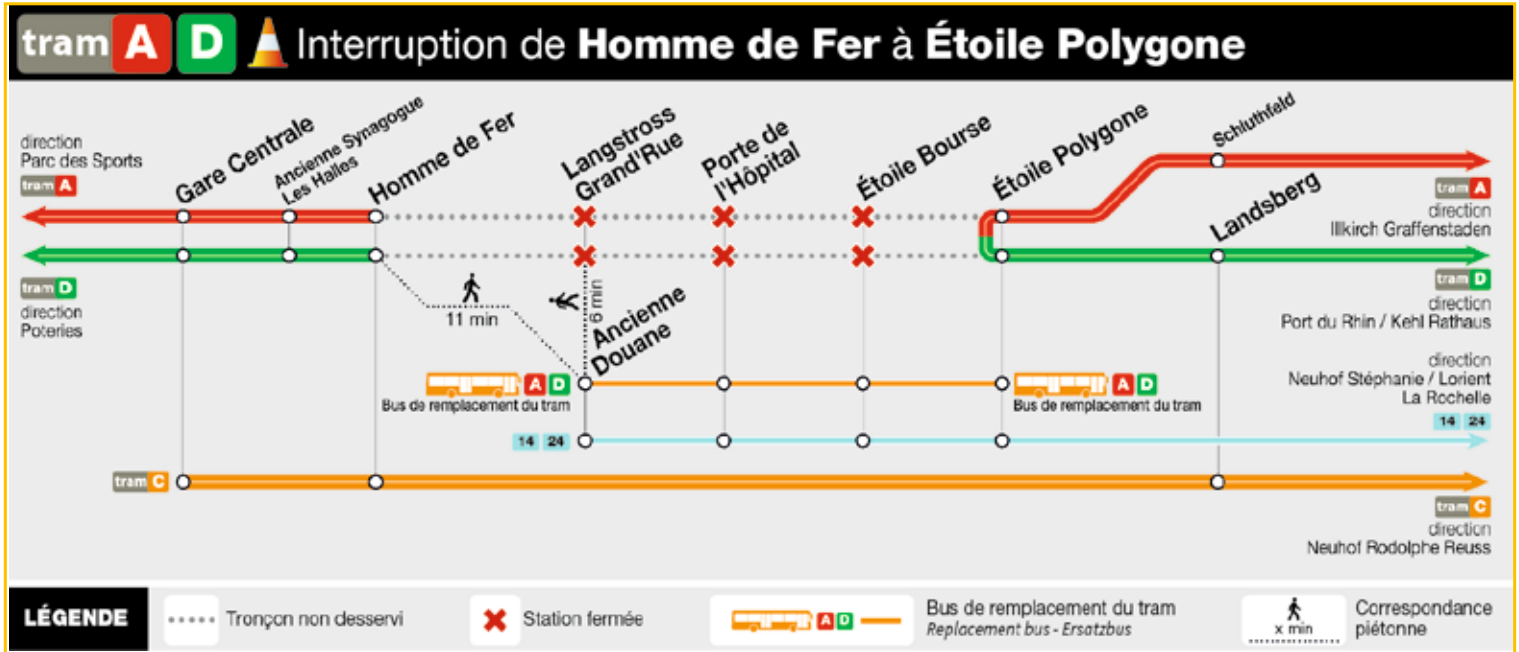 tram A D Interruption de Homme de Fer à Étoile Polygone
direction
Parc des Sports
tram A
Gare Centrale
Ancienne Synagogue
Les Halles
Homme de Fer
Langstross
Grand'Rue
Porte de
l'Hôpital
Étoile Bourse
Étoile Polygone
Schluthfeld
Landsberg
tram A
direction
Illkirch Graffenstaden
tram D
direction
Poteries
tram D
direction
Port du Rhin / Kehl Rathaus
11 min
6 min
Ancienne
Douane
A D
Bus de remplacement du tram
A D
Bus de remplacement du tram
direction
Neuhof Stéphanie / Lorient
La Rochelle
14 24
14 24
tram C
tram C
direction
Neuhof Rodolphe Reuss
LÉGENDE
Tronçon non desservi
Station fermée
A D
Bus de remplacement du tram
Replacement bus - Ersatzbus
x min
Correspondance
piétonne